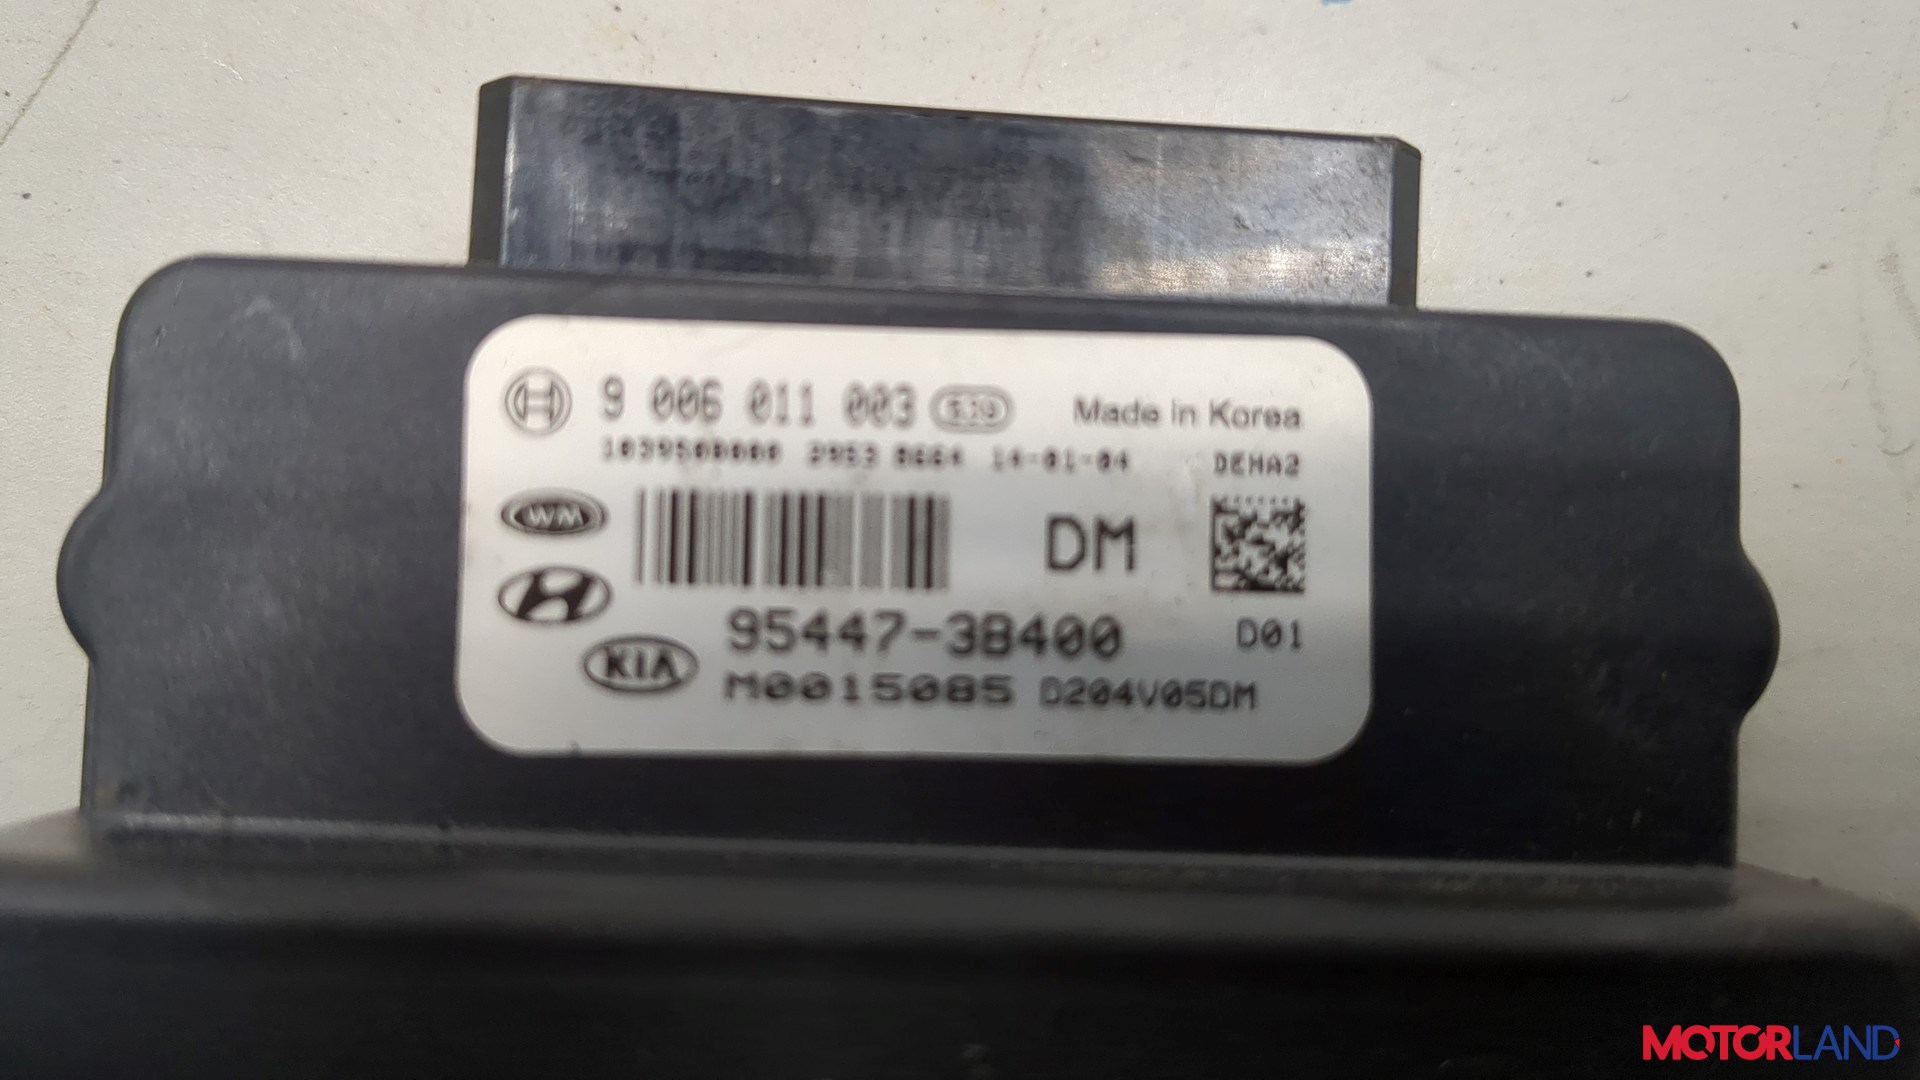 9 006 011 003 Made in Korea
14-01-04 DEHA2
WM
DM
95447-3B400 D01
KIA
M0015085 D204V05DM
MOTORLAND